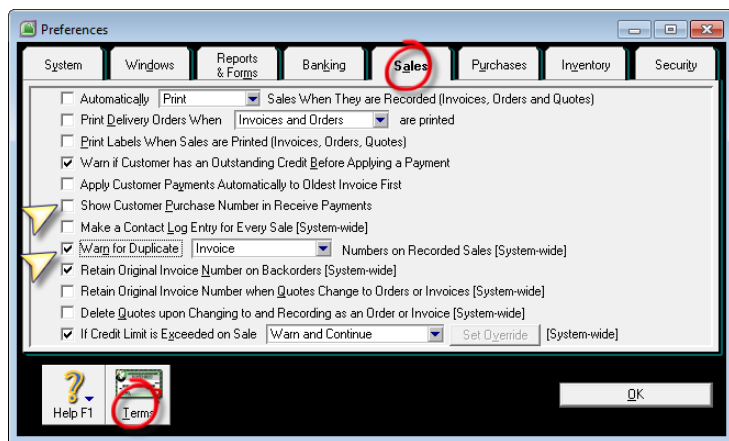 Preferences
System Windows Reports & Forms Banking Sales Purchases Inventory Security
Automatically Print Sales When They are Recorded (Invoices, Orders and Quotes)
Print Delivery Orders When Invoices and Orders are printed
Print Labels When Sales are Printed (Invoices, Orders, Quotes)
Warn if Customer has an Outstanding Credit Before Applying a Payment
Apply Customer Payments Automatically to Oldest Invoice First
Show Customer Purchase Number in Receive Payments
Make a Contact Log Entry for Every Sale [System-wide]
Warn for Duplicate Invoice Numbers on Recorded Sales [System-wide]
Retain Original Invoice Number on Backorders [System-wide]
Retain Original Invoice Number when Quotes Change to Orders or Invoices [System-wide]
Delete Quotes upon Changing to and Recording as an Order or Invoice [System-wide]
If Credit Limit is Exceeded on Sale Warn and Continue Set Override [System-wide]
Help F1 Terms OK